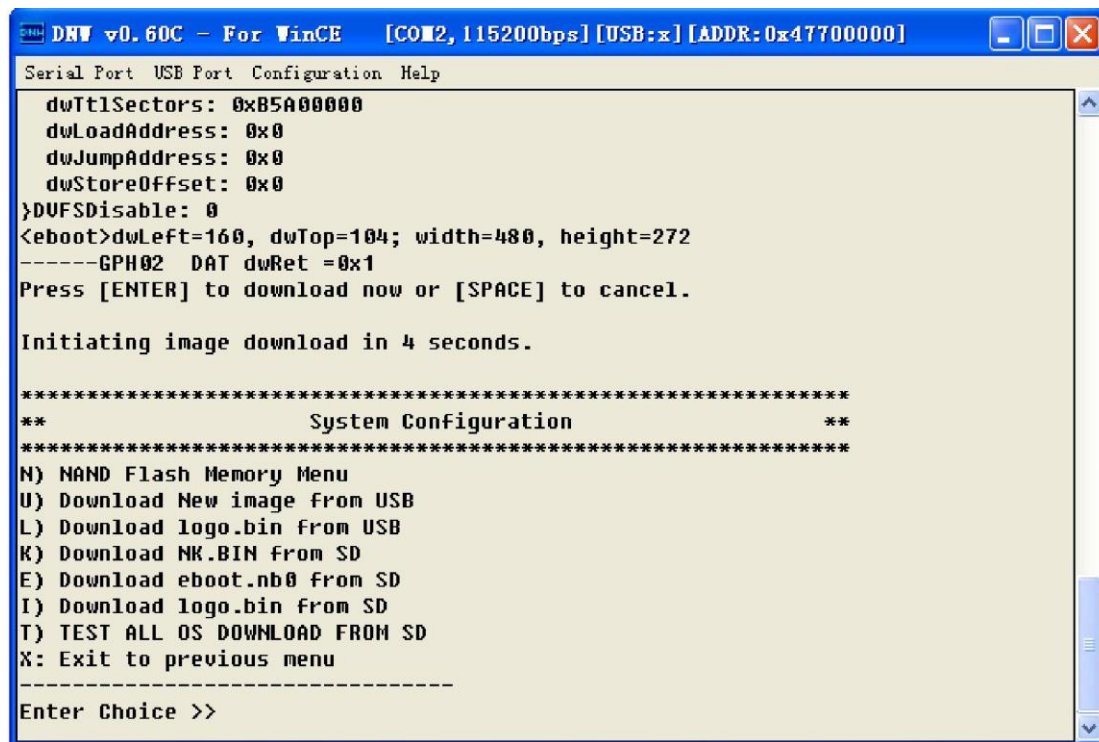 DNW v0.60C - For WinCE [COM2,115200bps][USB:x][ADDR:0x47700000]
Serial Port USB Port Configuration Help
dwTtlSectors: 0xB5A00000
dwLoadAddress: 0x0
dwJumpAddress: 0x0
dwStoreOffset: 0x0
}DVFSDisable: 0
<eboot>dwLeft=160, dwTop=104; width=480, height=272
------GPH02 DAT dwRet =0x1
Press [ENTER] to download now or [SPACE] to cancel.
Initiating image download in 4 seconds.
****************************************************************
** System Configuration **
****************************************************************
N) NAND Flash Memory Menu
U) Download New image from USB
L) Download logo.bin from USB
K) Download NK.BIN from SD
E) Download eboot.nb0 from SD
I) Download logo.bin from SD
T) TEST ALL OS DOWNLOAD FROM SD
X: Exit to previous menu
---------------------------------
Enter Choice >>